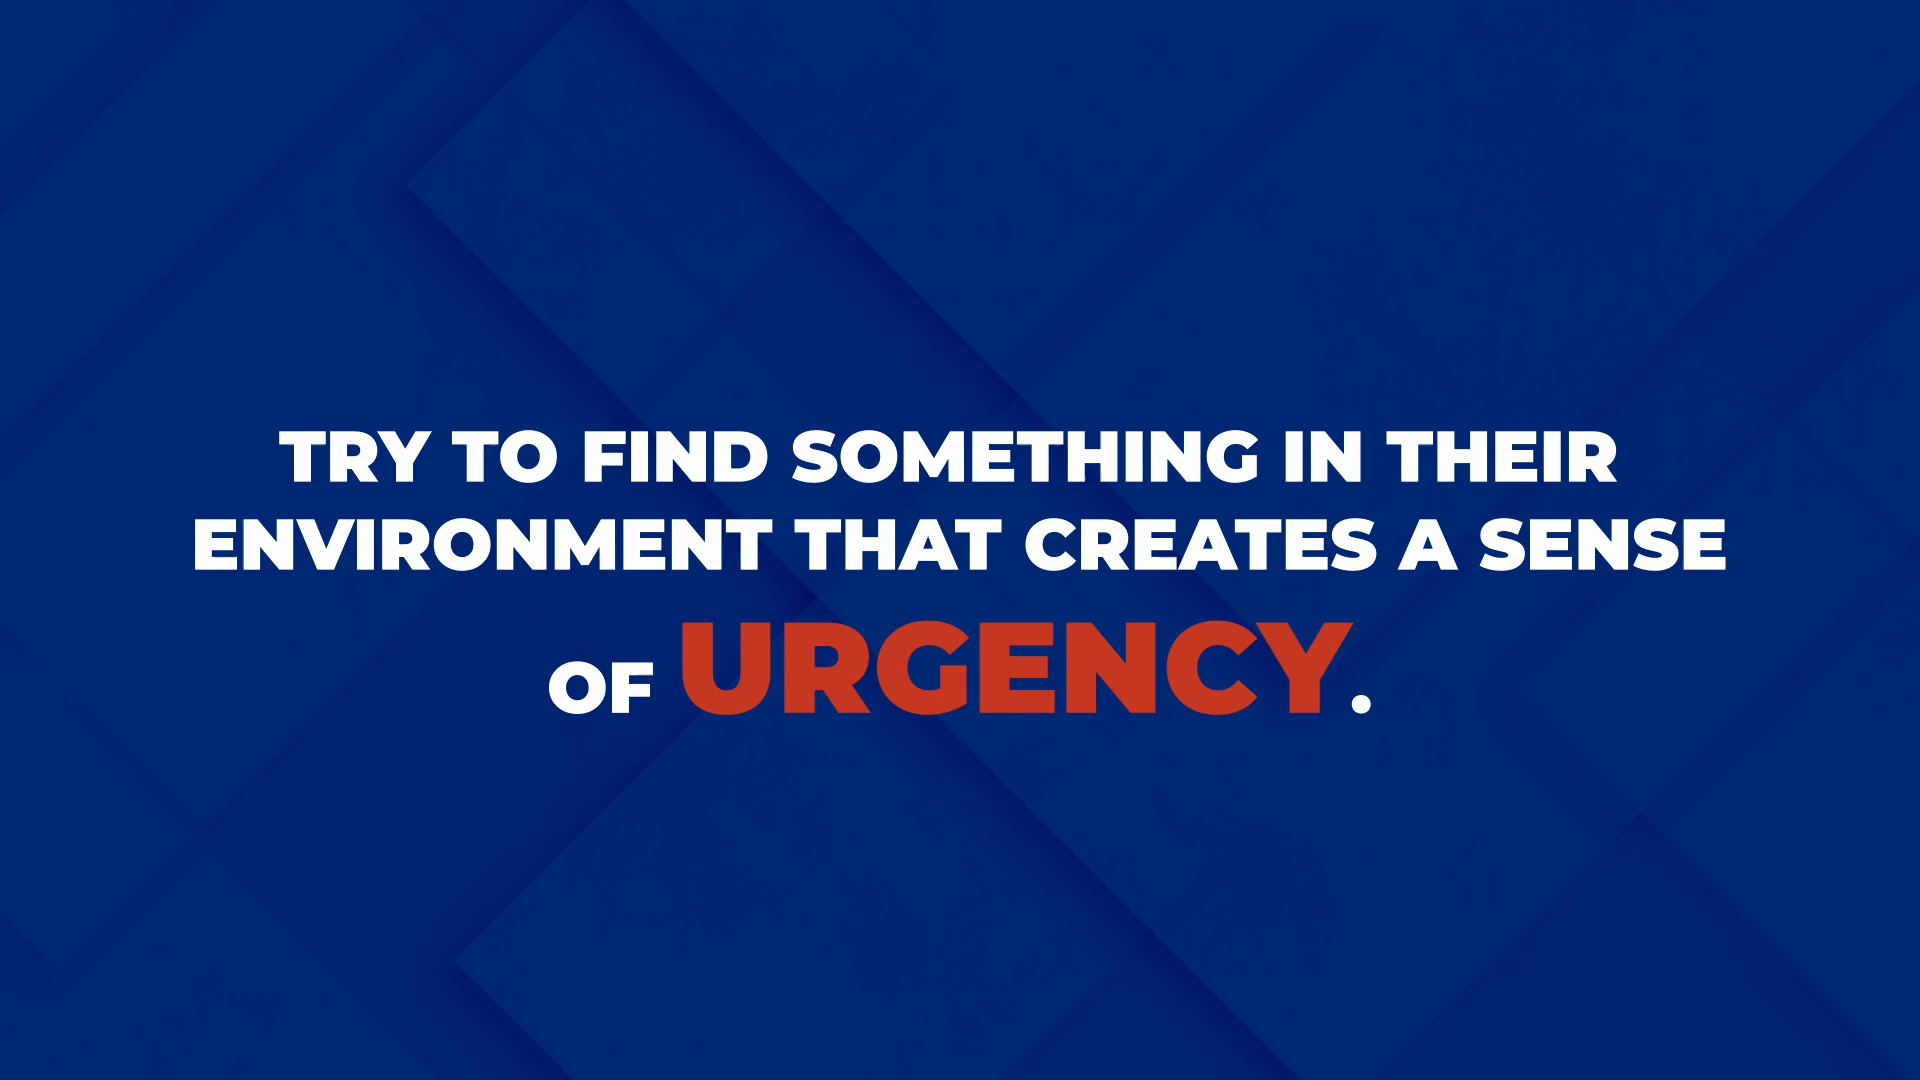 TRY TO FIND SOMETHING IN THEIR
ENVIRONMENT THAT CREATES A SENSE
OF URGENCY.